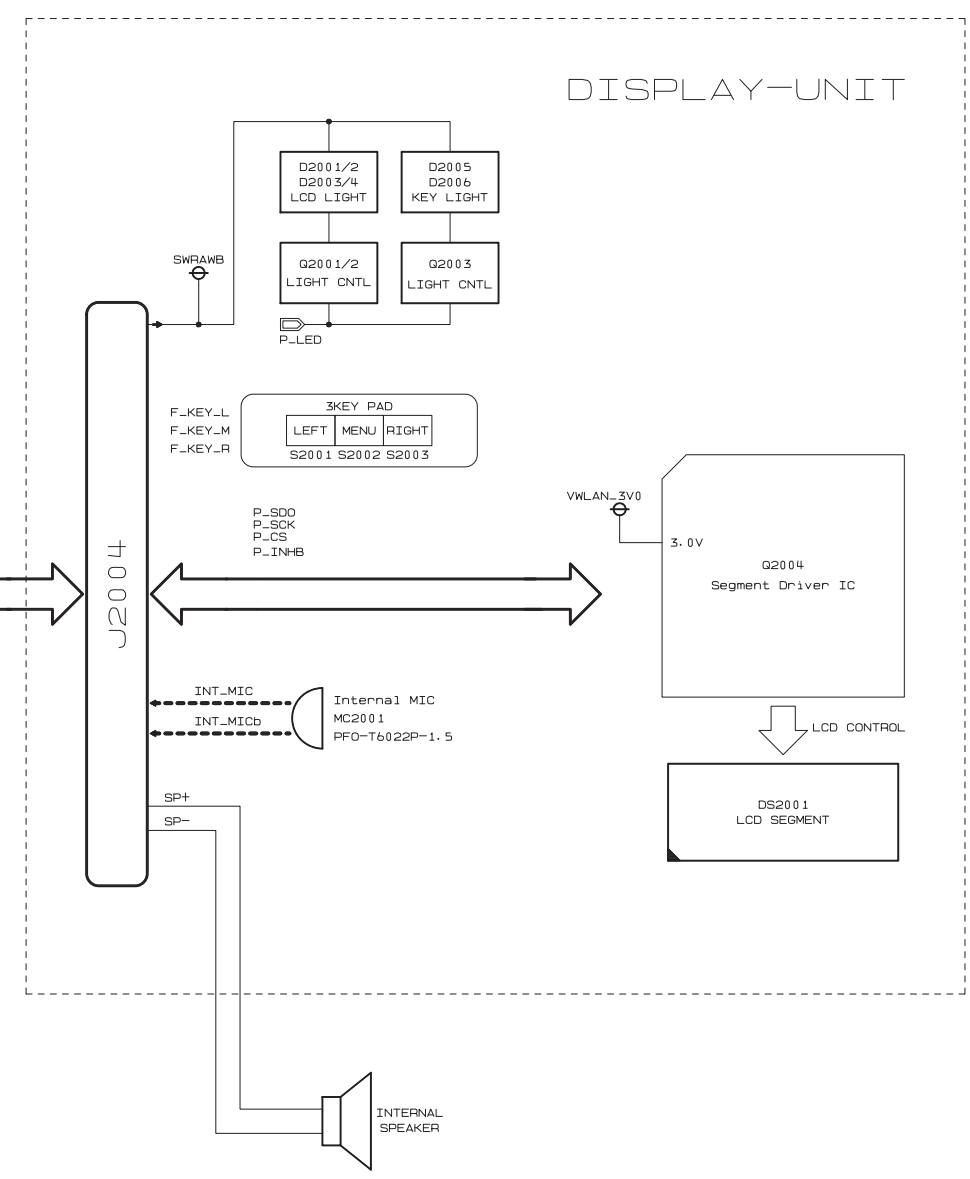 DISPLAY-UNIT
D2001/2
D2003/4
LCD LIGHT
D2005
D2006
KEY LIGHT
SWRAWB
Q2001/2
LIGHT CNTL
Q2003
LIGHT CNTL
P_LED
F_KEY_L
F_KEY_M
F_KEY_R
3KEY PAD
LEFT MENU RIGHT
S2001 S2002 S2003
VWLAN_3V0
3.0V
P_SDO
P_SCK
P_CS
P_INHB
J2004
Q2004
Segment Driver IC
INT_MIC
INT_MICb
Internal MIC
MC2001
PFO-T6022P-1.5
LCD CONTROL
DS2001
LCD SEGMENT
SP+
SP-
INTERNAL
SPEAKER